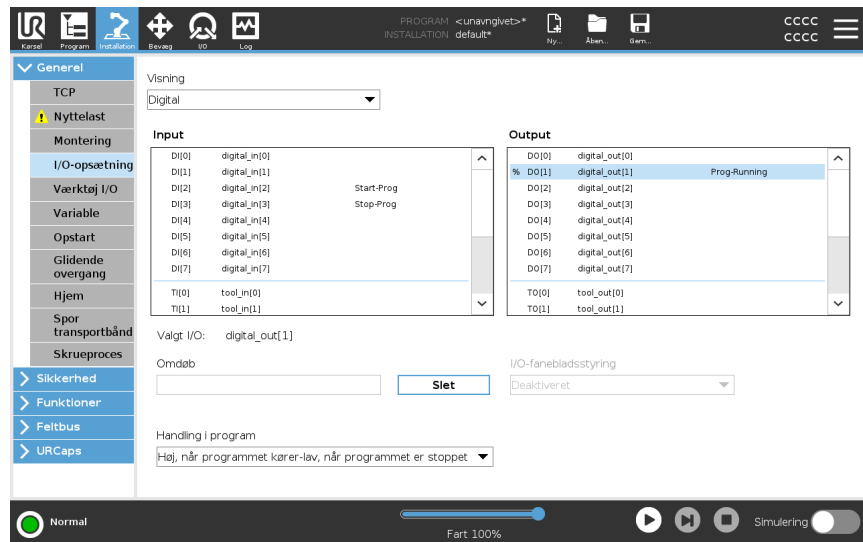 PROGRAM <unavngivet>*
INSTALLATION default*
Kørsel Program Installation Bevæg I/O Log Ny... Åben... Gem...
CCCC
CCCC
Generel
TCP
Nyttelast
Montering
I/O-opsætning
Værktøj I/O
Variable
Opstart
Glidende
overgang
Hjem
Spor
transportbånd
Skrueproces
Sikkerhed
Funktioner
Feltbus
URCaps
Visning
Digital
Input
DI[0] digital_in[0]
DI[1] digital_in[1]
DI[2] digital_in[2] Start-Prog
DI[3] digital_in[3] Stop-Prog
DI[4] digital_in[4]
DI[5] digital_in[5]
DI[6] digital_in[6]
DI[7] digital_in[7]
TI[0] tool_in[0]
TI[1] tool_in[1]
Output
DO[0] digital_out[0]
% DO[1] digital_out[1] Prog-Running
DO[2] digital_out[2]
DO[3] digital_out[3]
DO[4] digital_out[4]
DO[5] digital_out[5]
DO[6] digital_out[6]
DO[7] digital_out[7]
TO[0] tool_out[0]
TO[1] tool_out[1]
Valgt I/O: digital_out[1]
Omdøb
Slet
I/O-fanebladsstyring
Deaktiveret
Handling i program
Høj, når programmet kører-lav, når programmet er stoppet
Normal
Fart 100%
Simulering